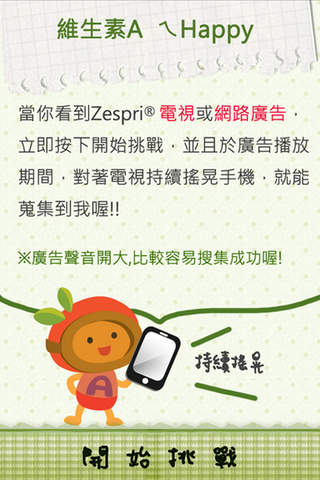 維生素A ㄟHappy
當你看到Zespri® 電視或網路廣告，
立即按下開始挑戰，並且於廣告播放
期間，對著電視持續搖晃手機，就能
蒐集到我喔!!
※廣告聲音開大,比較容易搜集成功喔!
持續搖晃
A
開始挑戰